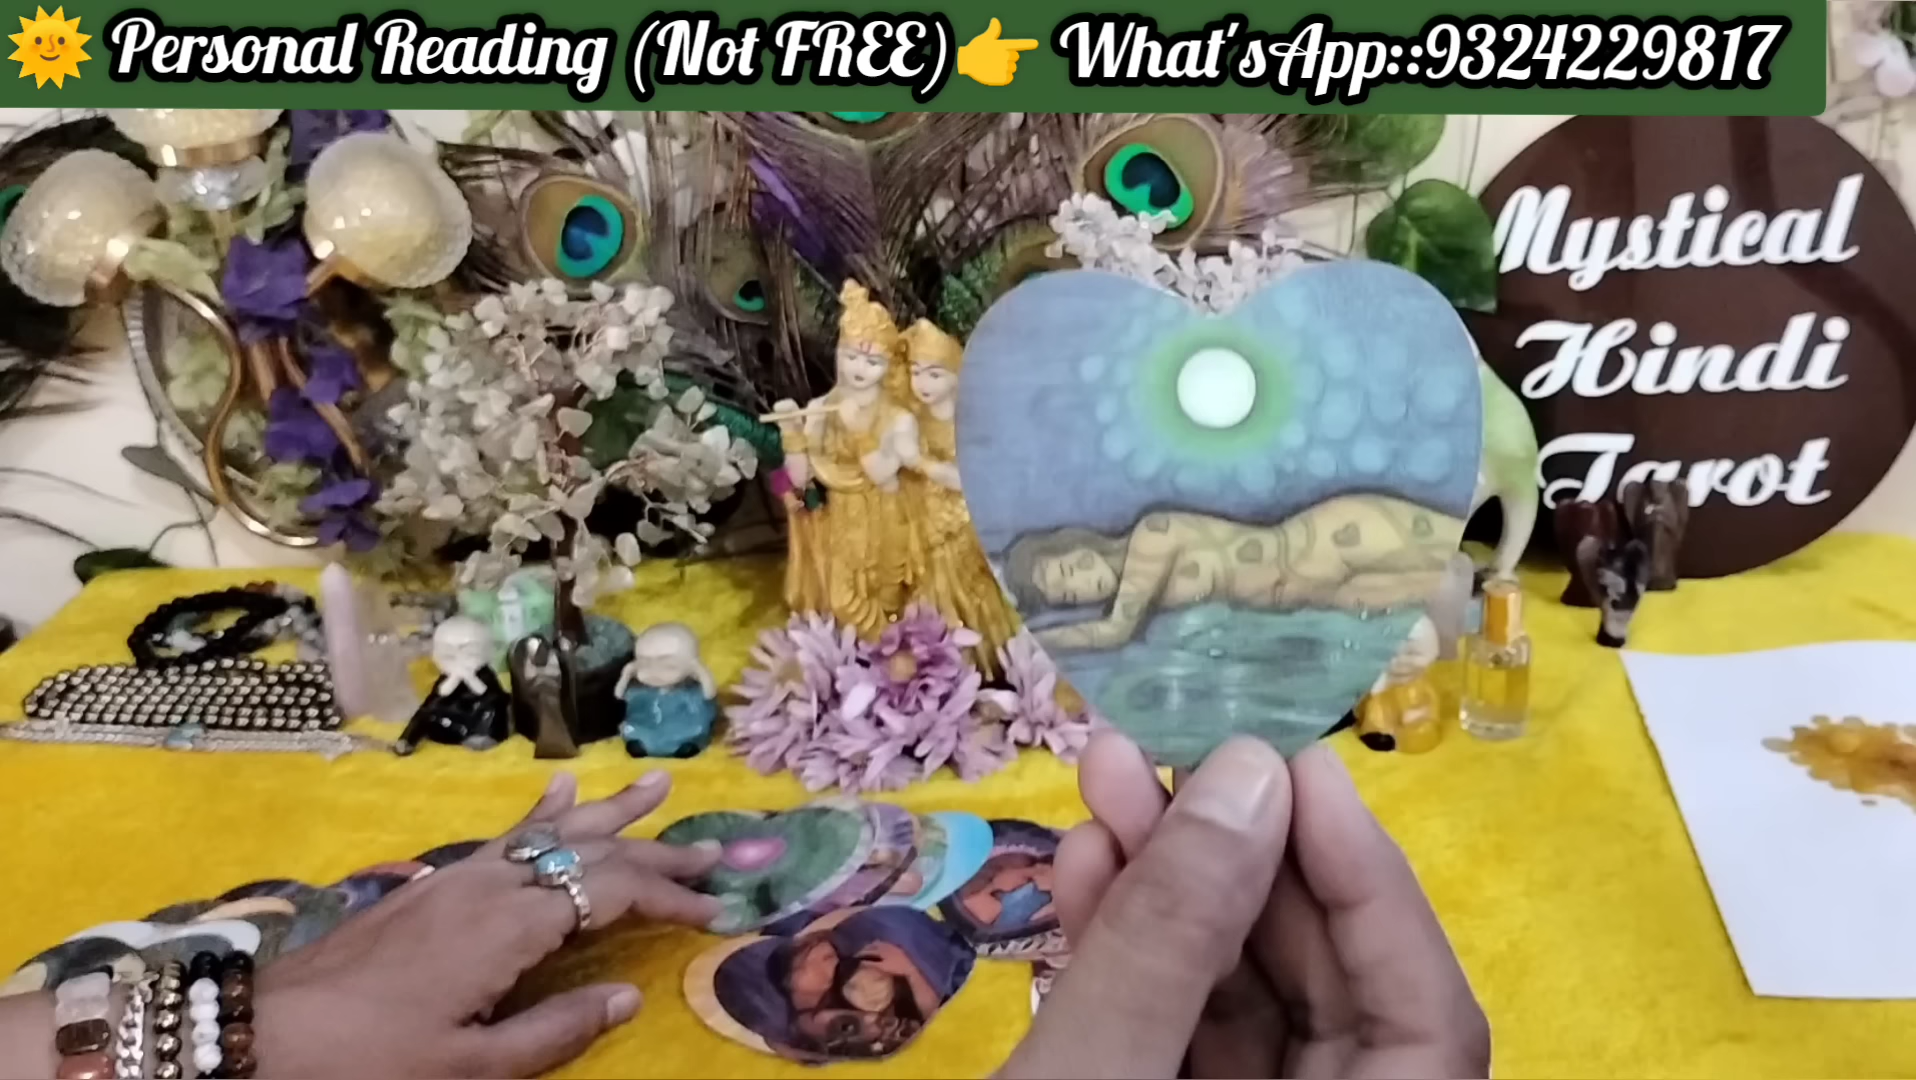 Personal Reading (Not FREE) What'sApp::9324229817
Mystical
Hindi
Tarot